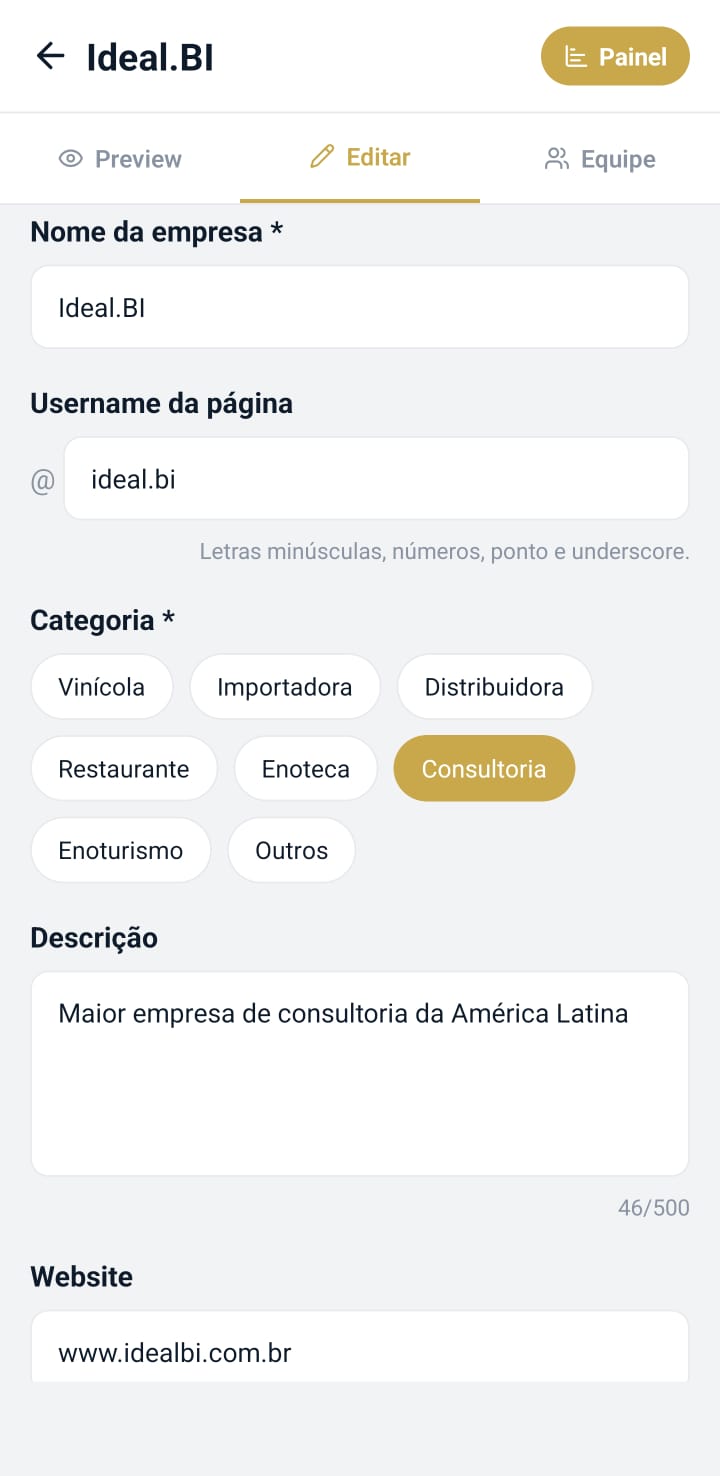 Ideal.BI
Painel
Preview
Editar
Equipe
Nome da empresa *
Ideal.BI
Username da página
@ ideal.bi
Letras minúsculas, números, ponto e underscore.
Categoria *
Vinícola Importadora Distribuidora
Restaurante Enoteca Consultoria
Enoturismo Outros
Descrição
Maior empresa de consultoria da América Latina
46/500
Website
www.idealbi.com.br